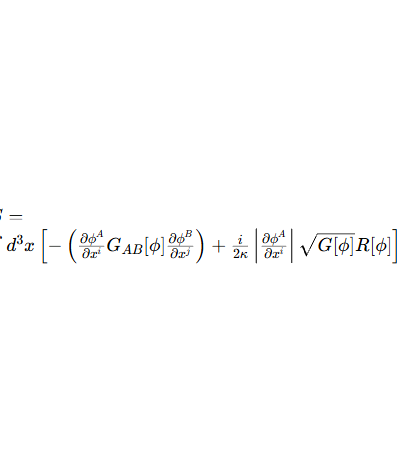 =
d³x [ − ( ∂ϕ^A/∂x^i G_{AB}[ϕ] ∂ϕ^B/∂x^j ) + i/2κ | ∂ϕ^A/∂x^i | √G[ϕ] R[ϕ] ]